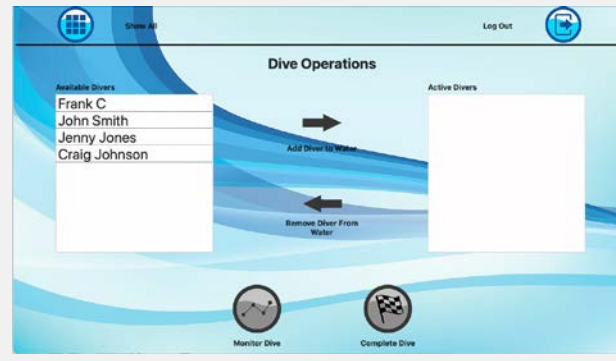 Show All
Log Out
Dive Operations
Available Divers
Active Divers
Frank C
John Smith
Jenny Jones
Craig Johnson
Add Diver to Water
Remove Diver From
Water
Monitor Dive
Complete Dive